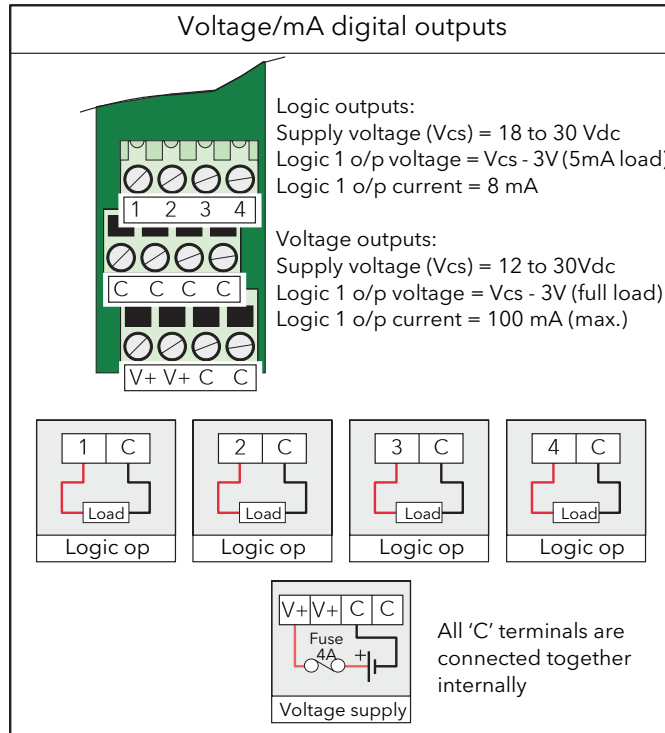 Voltage/mA digital outputs
Logic outputs:
Supply voltage (Vcs) = 18 to 30 Vdc
Logic 1 o/p voltage = Vcs - 3V (5mA load)
Logic 1 o/p current = 8 mA
Voltage outputs:
Supply voltage (Vcs) = 12 to 30Vdc
Logic 1 o/p voltage = Vcs - 3V (full load)
Logic 1 o/p current = 100 mA (max.)
1 2 3 4
C C C C
V+ V+ C C
1 C
Load
Logic op
2 C
Load
Logic op
3 C
Load
Logic op
4 C
Load
Logic op
V+ V+ C C
Fuse
4A
+
Voltage supply
All ‘C’ terminals are
connected together
internally